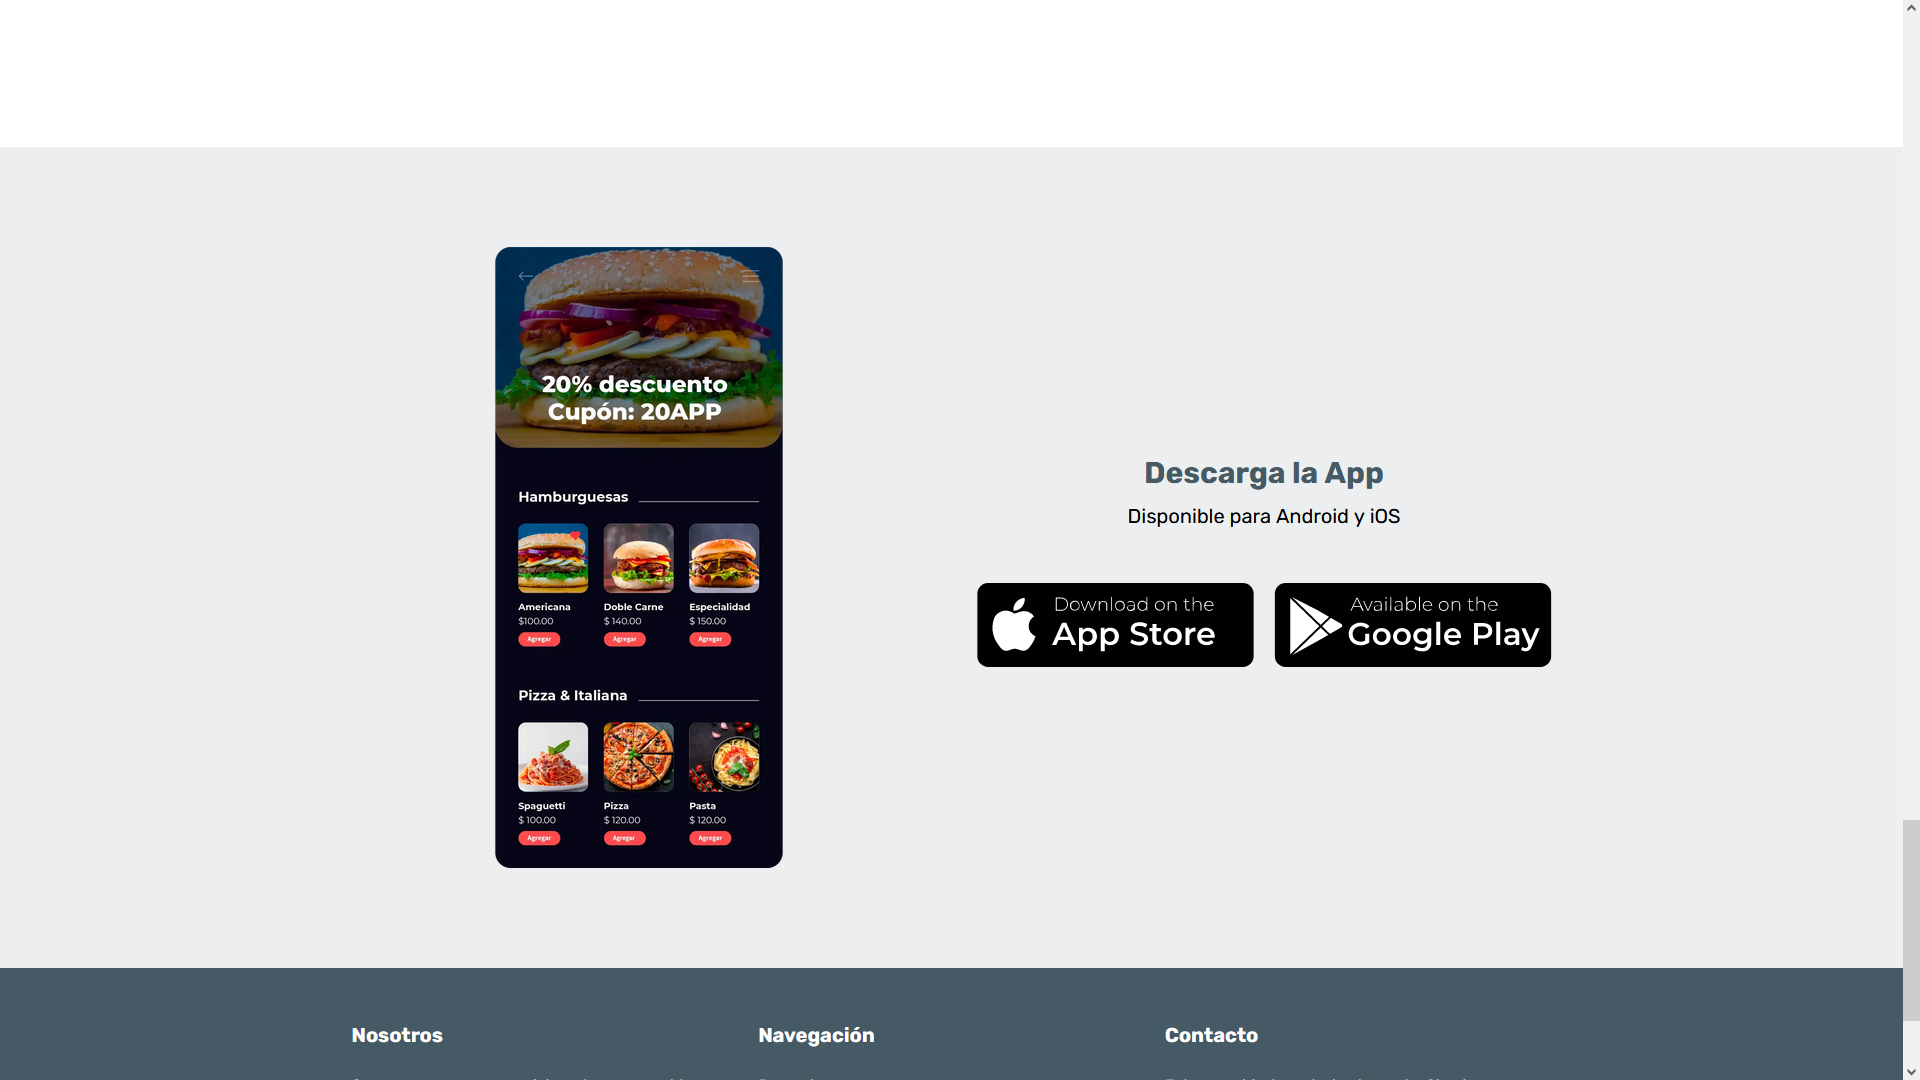 20% descuento
Cupón: 20APP
Hamburguesas
Americana
$100.00
Agregar
Doble Carne
$ 140.00
Agregar
Especialidad
$ 150.00
Agregar
Pizza & Italiana
Spaguetti
$ 100.00
Agregar
Pizza
$ 120.00
Agregar
Pasta
$ 120.00
Agregar
Descarga la App
Disponible para Android y iOS
Download on the
App Store
Available on the
Google Play
Nosotros
Navegación
Contacto